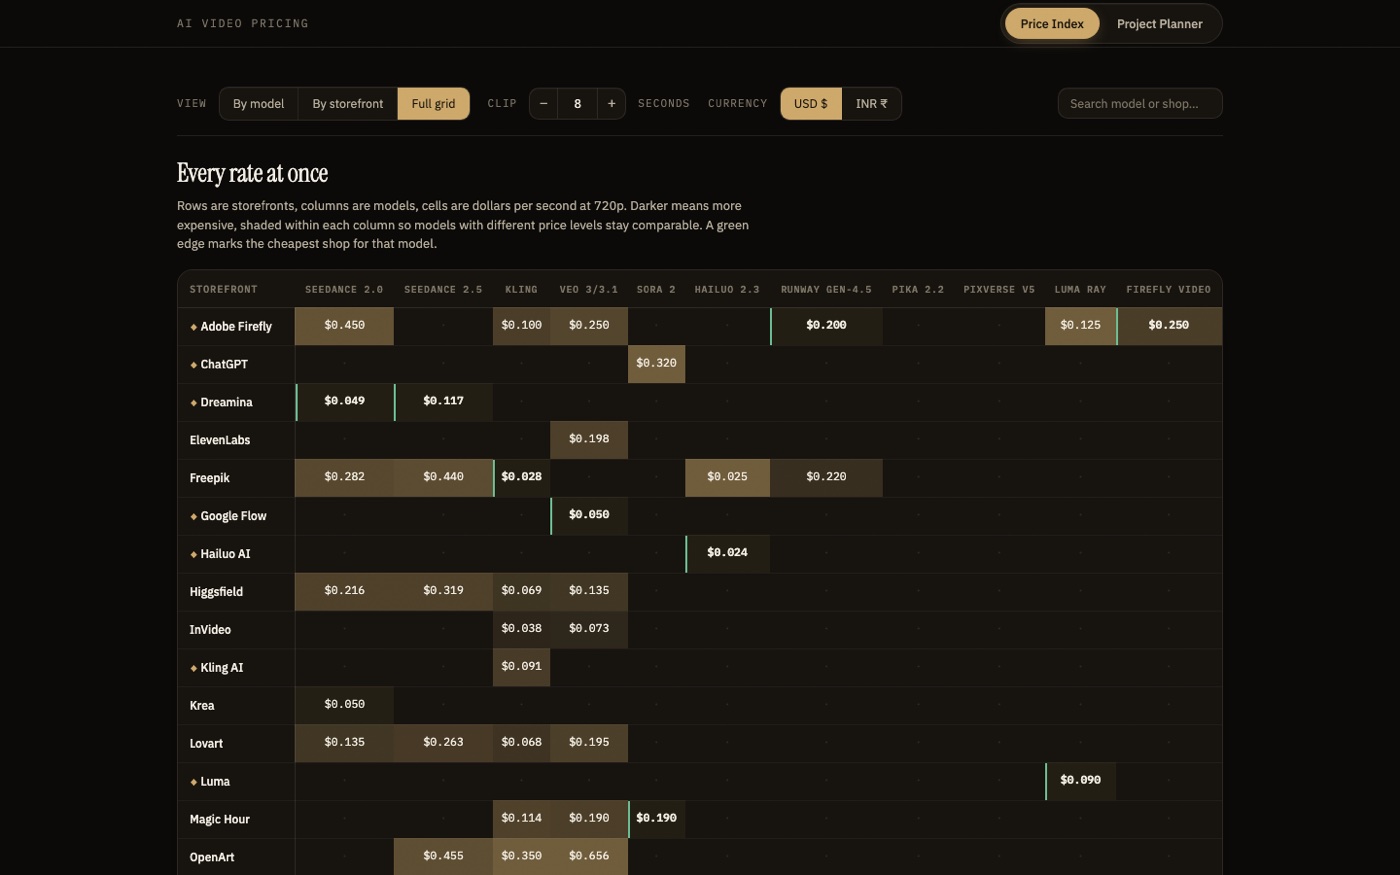 AI VIDEO PRICING
Price Index Project Planner
VIEW By model By storefront Full grid CLIP − 8 + SECONDS CURRENCY USD $ INR ₹ Search model or shop...
Every rate at once
Rows are storefronts, columns are models, cells are dollars per second at 720p. Darker means more
expensive, shaded within each column so models with different price levels stay comparable. A green
edge marks the cheapest shop for that model.
STOREFRONT SEEDANCE 2.0 SEEDANCE 2.5 KLING VEO 3/3.1 SORA 2 HAILUO 2.3 RUNWAY GEN-4.5 PIKA 2.2 PIXVERSE V5 LUMA RAY FIREFLY VIDEO
◆ Adobe Firefly $0.450 · $0.100 $0.250 · · $0.200 · · $0.125 $0.250
◆ ChatGPT · · · · $0.320 · · · · · ·
◆ Dreamina $0.049 $0.117 · · · · · · · · ·
ElevenLabs · · · $0.198 · · · · · · ·
Freepik $0.282 $0.440 $0.028 · · $0.025 $0.220 · · · ·
◆ Google Flow · · · $0.050 · · · · · · ·
◆ Hailuo AI · · · · · $0.024 · · · · ·
Higgsfield $0.216 $0.319 $0.069 $0.135 · · · · · · ·
InVideo · · $0.038 $0.073 · · · · · · ·
◆ Kling AI · · $0.091 · · · · · · · ·
Krea $0.050 · · · · · · · · · ·
Lovart $0.135 $0.263 $0.068 $0.195 · · · · · · ·
◆ Luma · · · · · · · · · $0.090 ·
Magic Hour · · $0.114 $0.190 $0.190 · · · · · ·
OpenArt · $0.455 $0.350 $0.656 · · · · · · ·